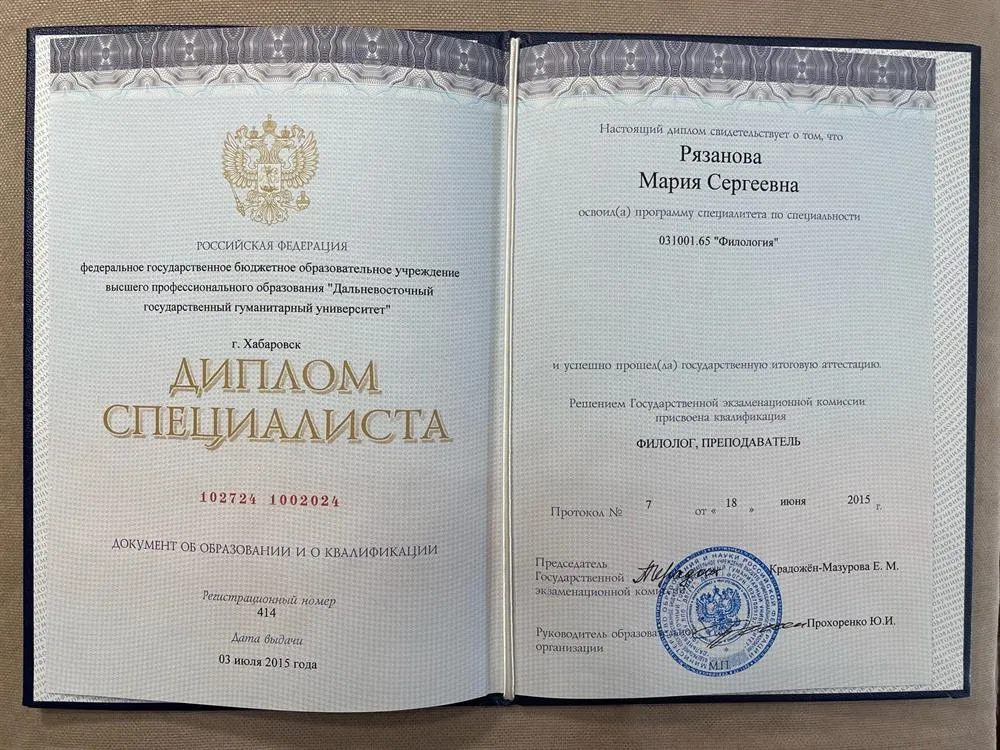 РОССИЙСКАЯ ФЕДЕРАЦИЯ
федеральное государственное бюджетное образовательное учреждение
высшего профессионального образования "Дальневосточный
государственный гуманитарный университет"
г. Хабаровск
ДИПЛОМ
СПЕЦИАЛИСТА
102724 1002024
ДОКУМЕНТ ОБ ОБРАЗОВАНИИ И О КВАЛИФИКАЦИИ
Регистрационный номер
414
Дата выдачи
03 июля 2015 года
Настоящий диплом свидетельствует о том, что
Рязанова
Мария Сергеевна
освоил(а) программу специалитета по специальности
031001.65 "Филология"
и успешно прошел(ла) государственную итоговую аттестацию.
Решением Государственной экзаменационной комиссии
присвоена квалификация
ФИЛОЛОГ, ПРЕПОДАВАТЕЛЬ
Протокол № 7 от « 18 » июня 2015 г.
Председатель
Государственной
экзаменационной
Крадожён-Мазурова Е. М.
Руководитель образовательной
организации
Прохоренко Ю.И.
М.П.